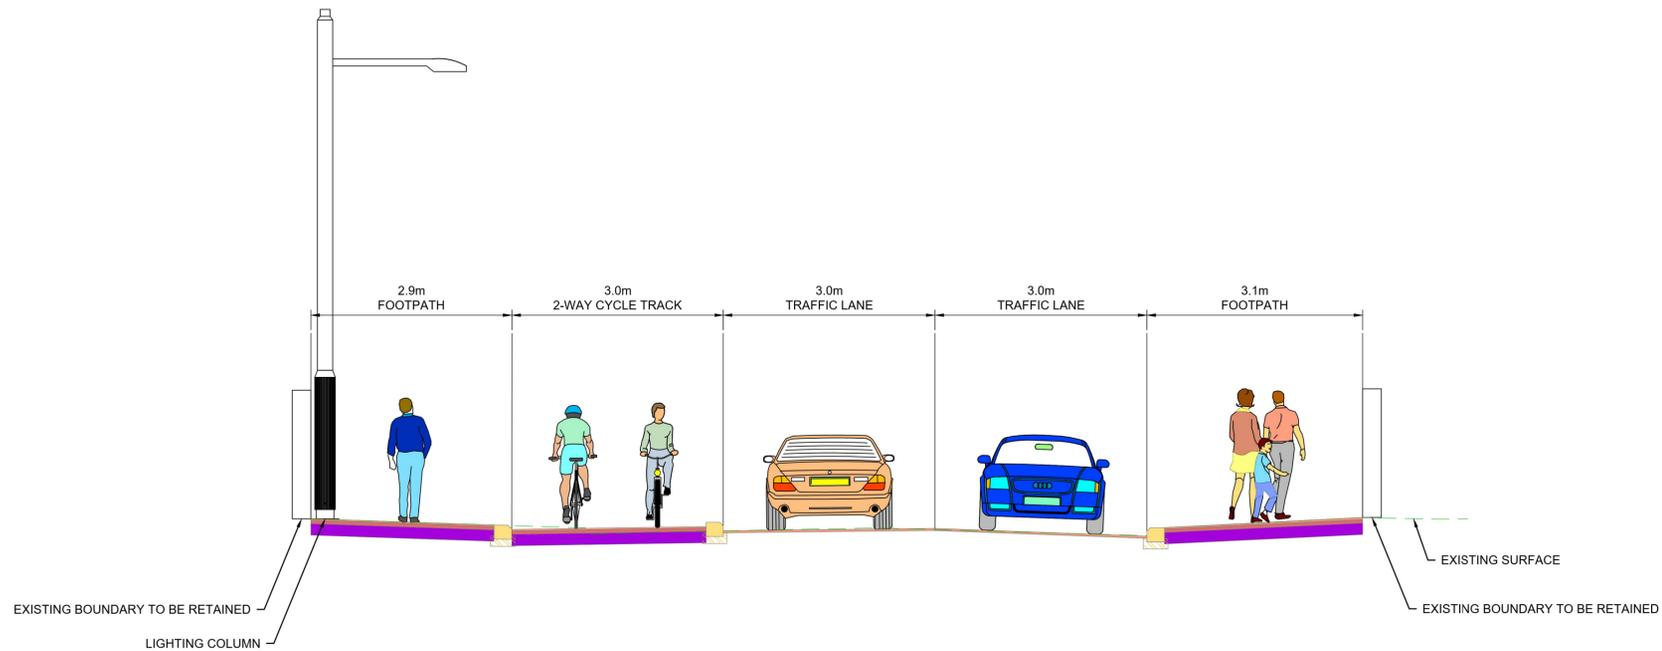 2.9m
FOOTPATH
3.0m
2-WAY CYCLE TRACK
3.0m
TRAFFIC LANE
3.0m
TRAFFIC LANE
3.1m
FOOTPATH
EXISTING SURFACE
EXISTING BOUNDARY TO BE RETAINED
EXISTING BOUNDARY TO BE RETAINED
LIGHTING COLUMN